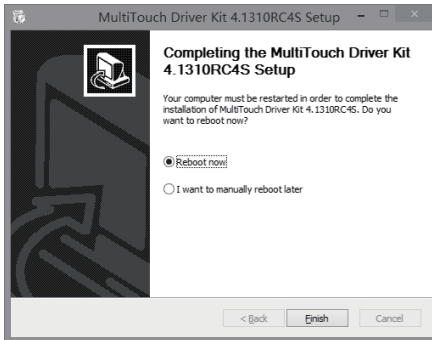 MultiTouch Driver Kit 4.1310RC4S Setup
Completing the MultiTouch Driver Kit
4.1310RC4S Setup
Your computer must be restarted in order to complete the
installation of MultiTouch Driver Kit 4.1310RC4S. Do you
want to reboot now?
Reboot now
I want to manually reboot later
< Back Finish Cancel